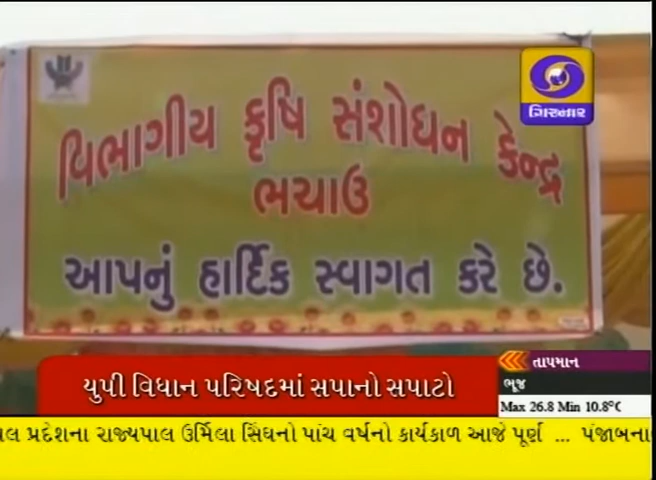 વિભાગીય કૃષિ સંશોધન કેન્દ્ર
ભચાઉ
આપનું હાર્દિક સ્વાગત કરે છે.
ગિરનાર
યુપી વિધાન પરિષદમાં સપાનો સપાટો
તાપમાન
ભૂજ
Max 26.8 Min 10.8°C
પ્રદેશના રાજ્યપાલ ઉર્મિલા સિંઘનો પાંચ વર્ષનો કાર્યકાળ આજે પૂર્ણ ... પંજાબના